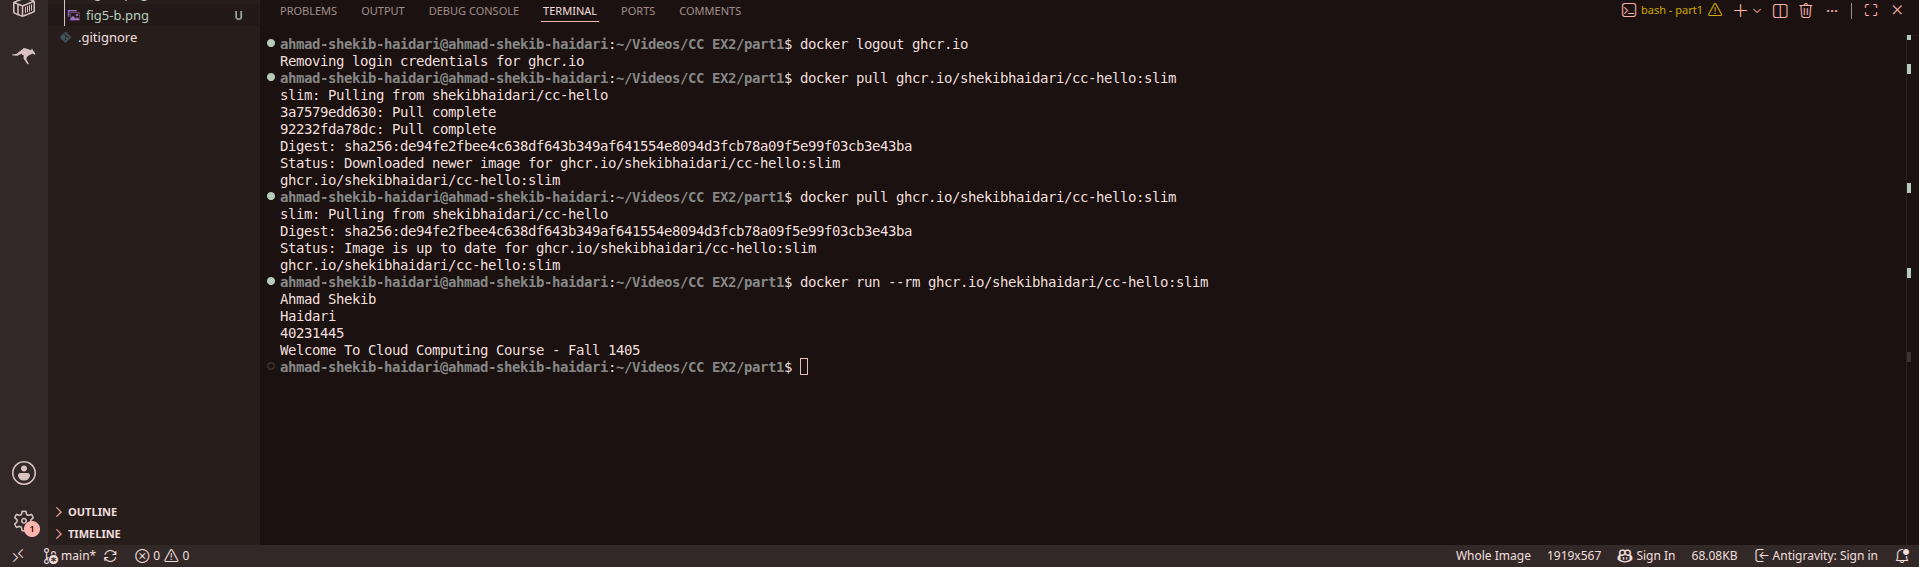 fig5-b.png U
.gitignore
PROBLEMS OUTPUT DEBUG CONSOLE TERMINAL PORTS COMMENTS
bash - part1
ahmad-shekib-haidari@ahmad-shekib-haidari:~/Videos/CC EX2/part1$ docker logout ghcr.io
Removing login credentials for ghcr.io
ahmad-shekib-haidari@ahmad-shekib-haidari:~/Videos/CC EX2/part1$ docker pull ghcr.io/shekibhaidari/cc-hello:slim
slim: Pulling from shekibhaidari/cc-hello
3a7579edd630: Pull complete
92232fda78dc: Pull complete
Digest: sha256:de94fe2fbee4c638df643b349af641554e8094d3fcb78a09f5e99f03cb3e43ba
Status: Downloaded newer image for ghcr.io/shekibhaidari/cc-hello:slim
ghcr.io/shekibhaidari/cc-hello:slim
ahmad-shekib-haidari@ahmad-shekib-haidari:~/Videos/CC EX2/part1$ docker pull ghcr.io/shekibhaidari/cc-hello:slim
slim: Pulling from shekibhaidari/cc-hello
Digest: sha256:de94fe2fbee4c638df643b349af641554e8094d3fcb78a09f5e99f03cb3e43ba
Status: Image is up to date for ghcr.io/shekibhaidari/cc-hello:slim
ghcr.io/shekibhaidari/cc-hello:slim
ahmad-shekib-haidari@ahmad-shekib-haidari:~/Videos/CC EX2/part1$ docker run --rm ghcr.io/shekibhaidari/cc-hello:slim
Ahmad Shekib
Haidari
40231445
Welcome To Cloud Computing Course - Fall 1405
ahmad-shekib-haidari@ahmad-shekib-haidari:~/Videos/CC EX2/part1$
OUTLINE
TIMELINE
1
main* 0 0 Whole Image 1919x567 Sign In 68.08KB Antigravity: Sign in